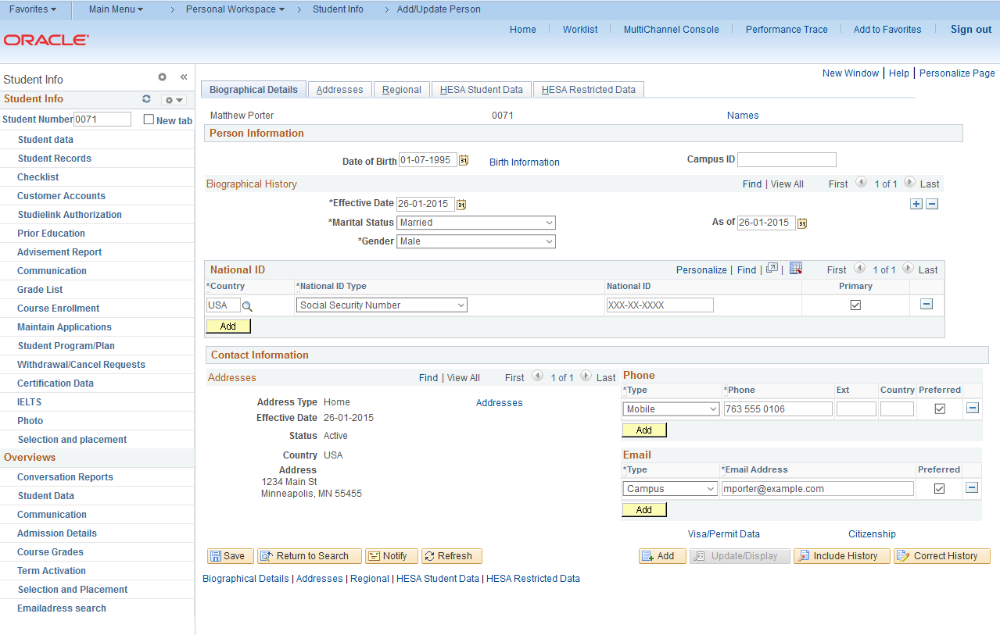 Favorites Main Menu > Personal Workspace > Student Info > Add/Update Person
ORACLE
Home Worklist MultiChannel Console Performance Trace Add to Favorites Sign out
New Window | Help | Personalize Page
Student Info «
Student Info
Student Number 0071 New tab
Student data
Student Records
Checklist
Customer Accounts
Studielink Authorization
Prior Education
Advisement Report
Communication
Grade List
Course Enrollment
Maintain Applications
Student Program/Plan
Withdrawal/Cancel Requests
Certification Data
IELTS
Photo
Selection and placement
Overviews
Conversation Reports
Student Data
Communication
Admission Details
Course Grades
Term Activation
Selection and Placement
Emailadress search
Biographical Details Addresses Regional HESA Student Data HESA Restricted Data
Matthew Porter 0071 Names
Person Information
Date of Birth 01-07-1995 31 Birth Information Campus ID
Biographical History Find | View All First 1 of 1 Last
*Effective Date 26-01-2015 31
*Marital Status Married As of 26-01-2015 31
*Gender Male
National ID Personalize | Find | | First 1 of 1 Last
*Country *National ID Type National ID Primary
USA Social Security Number XXX-XX-XXXX
Add
Contact Information
Addresses Find | View All First 1 of 1 Last
Address Type Home Addresses
Effective Date 26-01-2015
Status Active
Country USA
Address
1234 Main St
Minneapolis, MN 55455
Phone
*Type *Phone Ext Country Preferred
Mobile 763 555 0106
Add
Email
*Type *Email Address Preferred
Campus mporter@example.com
Add
Visa/Permit Data Citizenship
Save Return to Search Notify Refresh Add Update/Display Include History Correct History
Biographical Details | Addresses | Regional | HESA Student Data | HESA Restricted Data